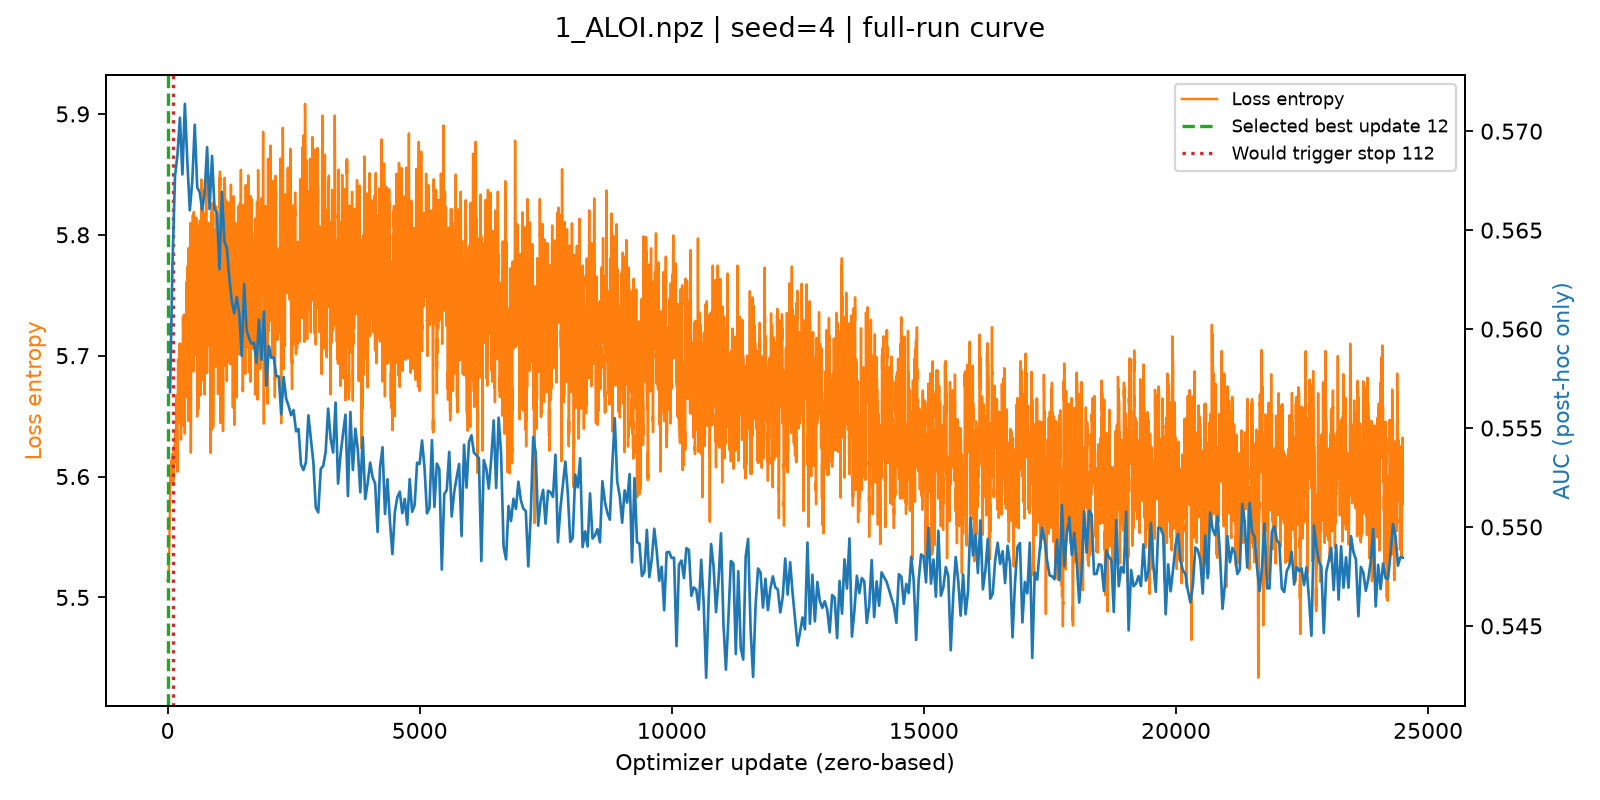 1_ALOI.npz | seed=4 | full-run curve
Loss entropy
Selected best update 12
Would trigger stop 112
5.9
5.8
5.7
5.6
5.5
Loss entropy
0.570
0.565
0.560
0.555
0.550
0.545
AUC (post-hoc only)
0
5000
10000
15000
20000
25000
Optimizer update (zero-based)